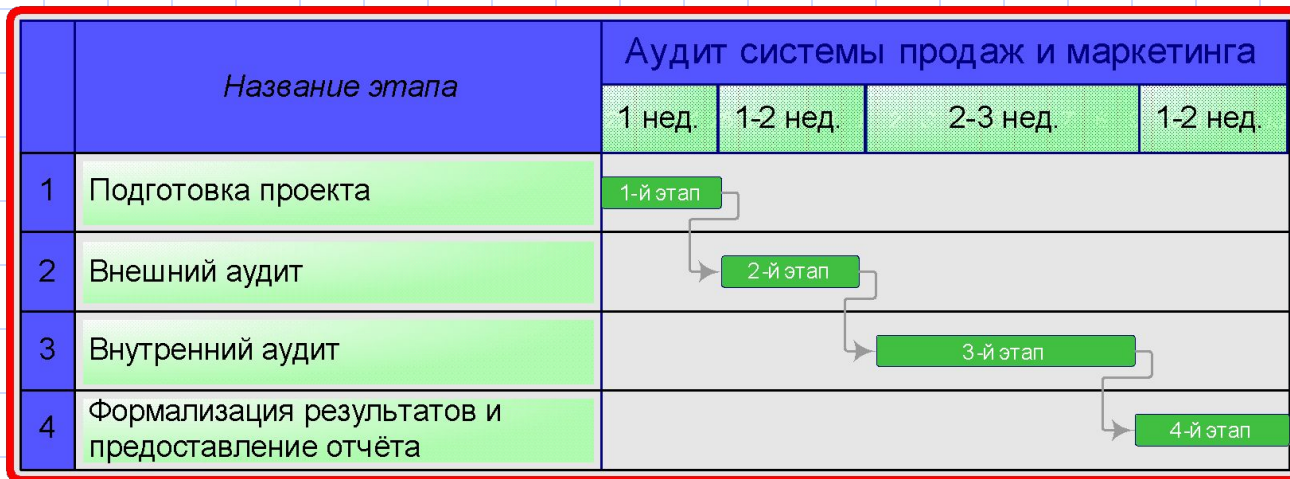 Название этапа
Аудит системы продаж и маркетинга
1 нед.
1-2 нед.
2-3 нед.
1-2 нед.
1
Подготовка проекта
1-й этап
2
Внешний аудит
2-й этап
3
Внутренний аудит
3-й этап
4
Формализация результатов и
предоставление отчёта
4-й этап